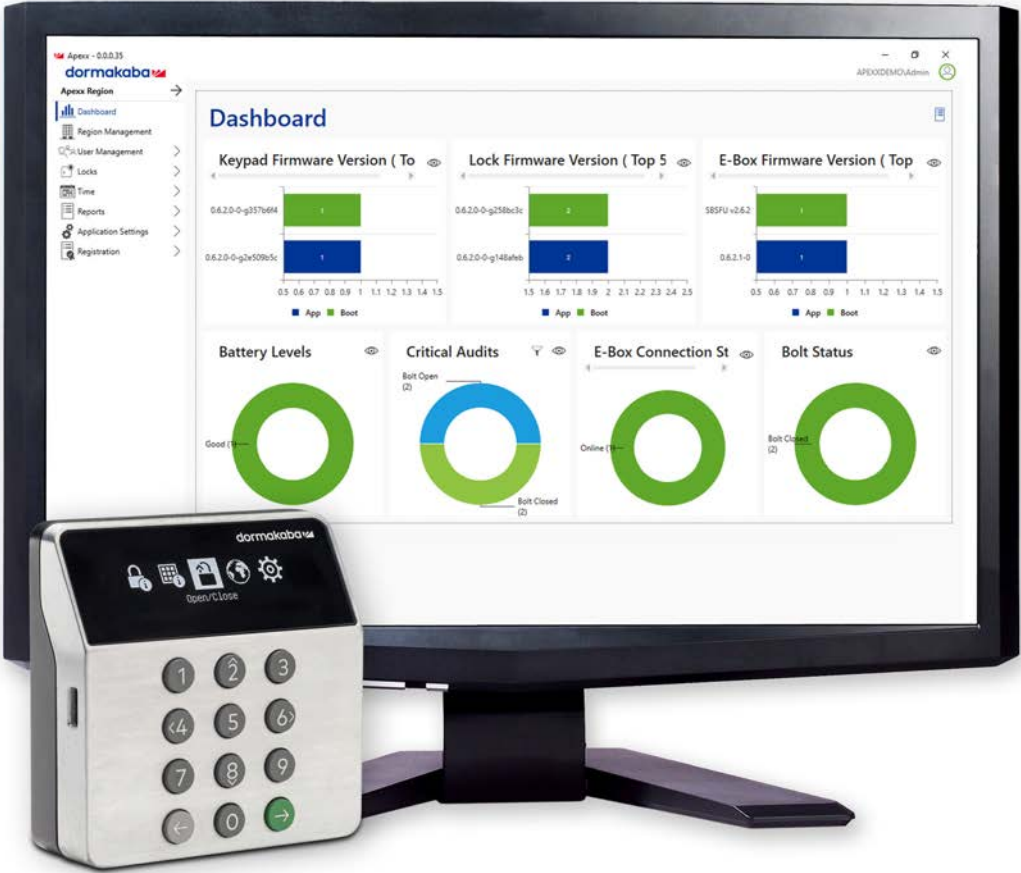 Apexx - 0.0.0.35
dormakaba
APEXXDEMO\Admin
Apexx Region
Dashboard
Region Management
User Management
Locks
Time
Reports
Application Settings
Registration
Dashboard
Keypad Firmware Version ( To
0.6.2.0-0-g357b6f4
1
0.6.2.0-0-g2e509b5c
1
0.5 0.6 0.7 0.8 0.9 1 1.1 1.2 1.3 1.4 1.5
App Boot
Lock Firmware Version ( Top 5
0.6.2.0-0-g258bc3c
2
0.6.2.0-0-g148afeb
2
1.5 1.6 1.7 1.8 1.9 2 2.1 2.2 2.3 2.4 2.5
App Boot
E-Box Firmware Version ( Top
SBSFU v2.6.2
1
0.6.2.1-0
1
0.5 0.6 0.7 0.8 0.9 1 1.1 1.2 1.3 1.4 1.5
App Boot
Battery Levels
Good (1)
Critical Audits
Bolt Open
(2)
Bolt Closed
(2)
E-Box Connection St
Online (1)
Bolt Status
Bolt Closed
(2)
dormakaba
Open/Close
1 2 3
4 5 6
7 8 9
0